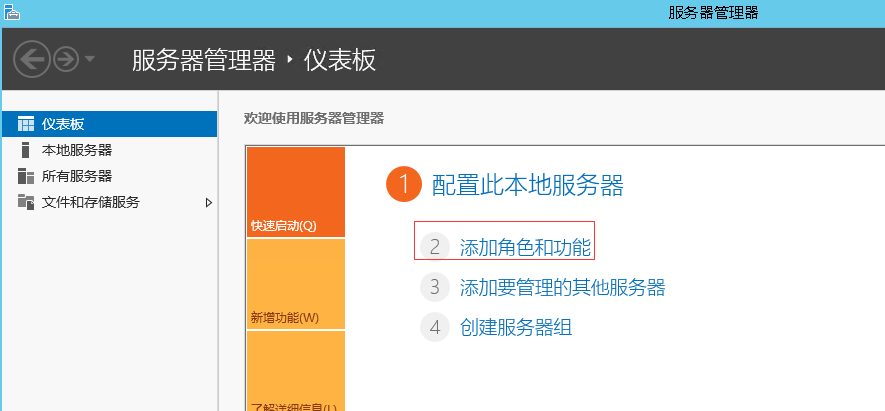 服务器管理器
服务器管理器 ‣ 仪表板
仪表板
本地服务器
所有服务器
文件和存储服务
欢迎使用服务器管理器
快速启动(Q)
新增功能(W)
了解详细信息(L)
1 配置此本地服务器
2 添加角色和功能
3 添加要管理的其他服务器
4 创建服务器组